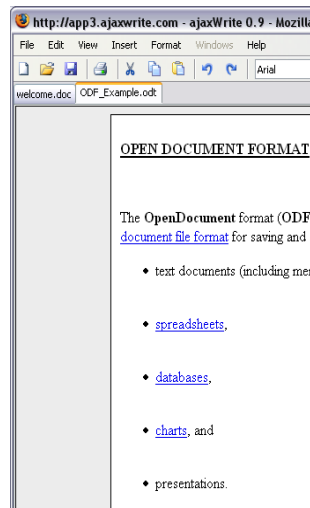 http://app3.ajaxwrite.com - ajaxWrite 0.9 - Mozilla
File Edit View Insert Format Windows Help
Arial
welcome.doc ODF_Example.odt
OPEN DOCUMENT FORMAT
The OpenDocument format (ODF
document file format for saving and
• text documents (including
• spreadsheets,
• databases,
• charts, and
• presentations.